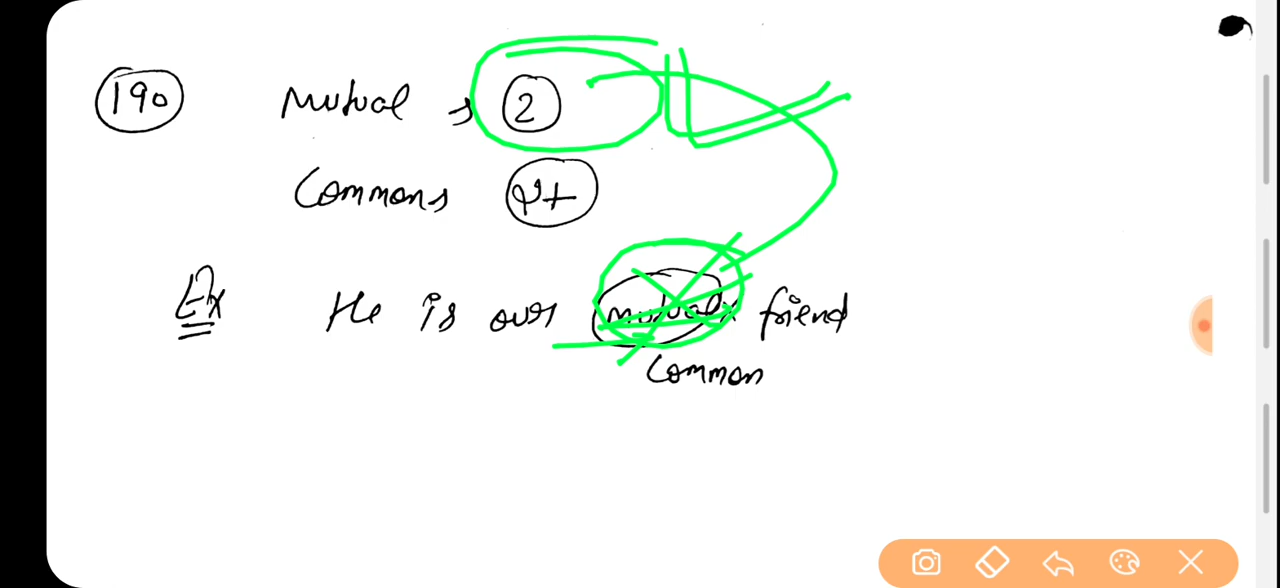 190 Mutual → 2
Commons 2+
Ex He is our mutual x friend
Common